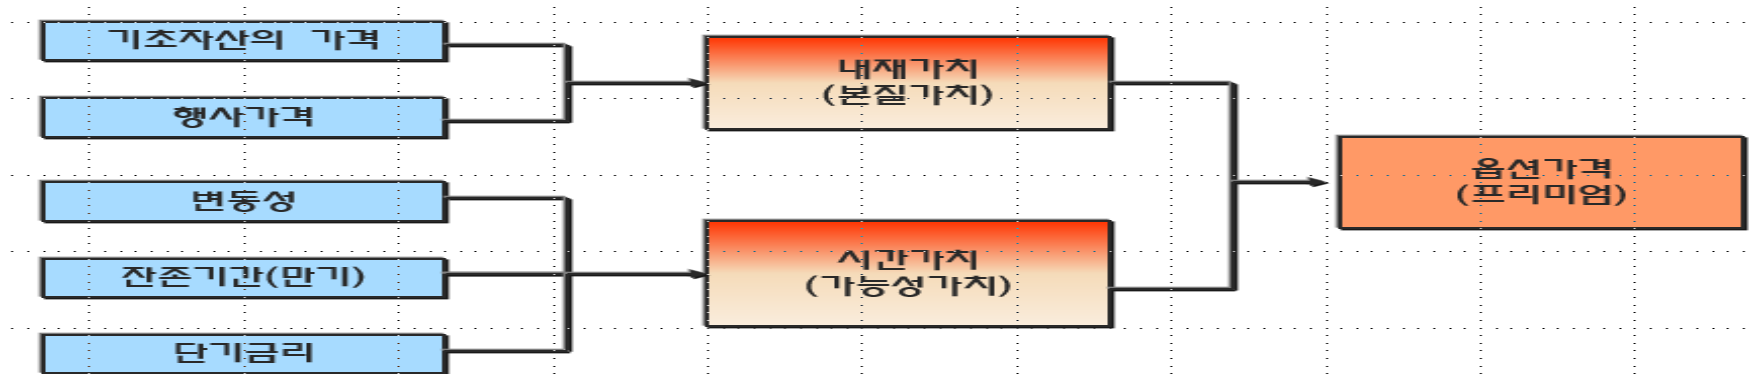 기초자산의 가격
행사가격
변동성
잔존기간(만기)
단기금리
내재가치
(본질가치)
시간가치
(가능성가치)
옵션가격
(프리미엄)